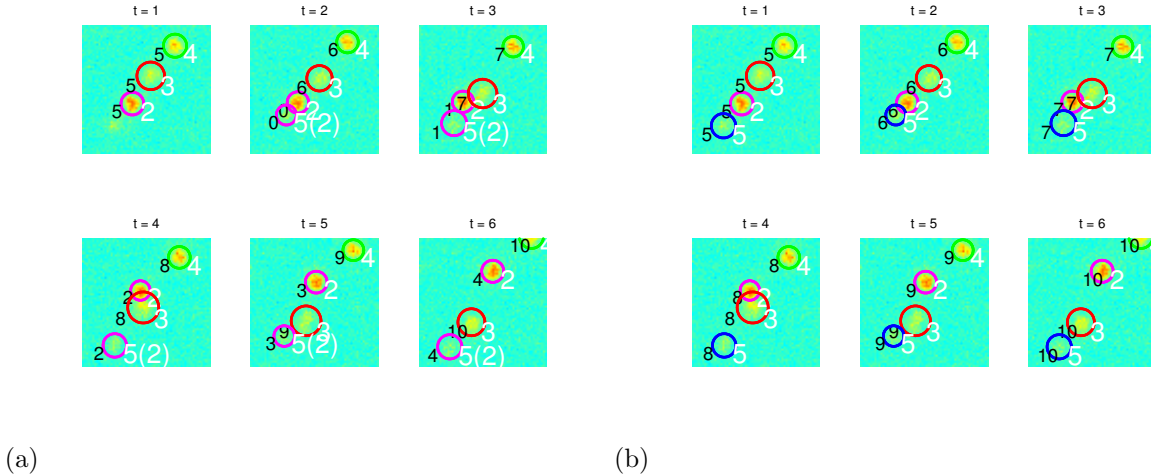 t = 1 t = 2 t = 3 t = 1 t = 2 t = 3
5 4 6 4 7 4 5 4 6 4 7 4
5 3 6 3 7 3 5 3 6 3 7 3
5 2 0 2 1 2 5 2 6 2 7 2
0 5(2) 1 5(2) 5 5 6 5 7 5
t = 4 t = 5 t = 6 t = 4 t = 5 t = 6
8 4 9 4 10 4 8 4 9 4 10 4
2 2 3 2 4 2 8 2 9 2 10 2
8 3 9 3 10 3 8 3 9 3 10 3
2 5(2) 3 5(2) 4 5(2) 8 5 9 5 10 5
(a) (b)